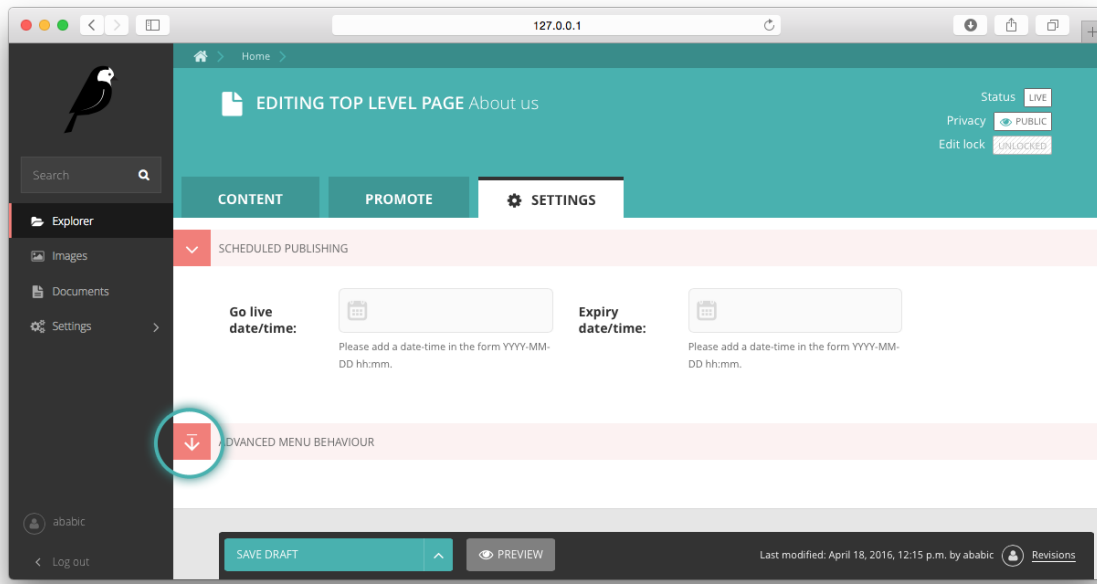 127.0.0.1
Home
EDITING TOP LEVEL PAGE About us
Status LIVE
Privacy PUBLIC
Edit lock UNLOCKED
Search
Explorer
Images
Documents
Settings
CONTENT PROMOTE SETTINGS
SCHEDULED PUBLISHING
Go live
date/time:
Please add a date-time in the form YYYY-MM-
DD hh:mm.
Expiry
date/time:
Please add a date-time in the form YYYY-MM-
DD hh:mm.
ADVANCED MENU BEHAVIOUR
ababic
Log out
SAVE DRAFT PREVIEW Last modified: April 18, 2016, 12:15 p.m. by ababic Revisions